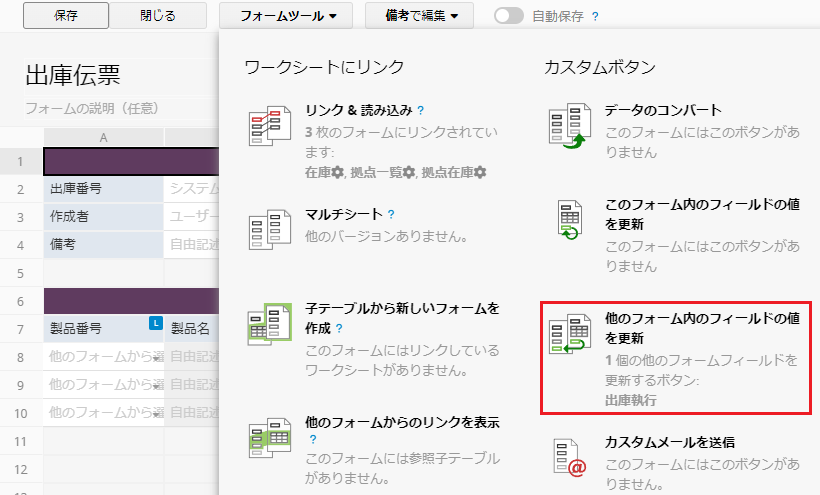 保存
閉じる
フォームツール
備考で編集
自動保存 ?
出庫伝票
フォームの説明（任意）
A
1
2 出庫番号 システム
3 作成者 ユーザー
4 備考 自由記述
5
6
7 製品番号 L 製品名
8 他のフォームから選 自由記述
9 他のフォームから選 自由記述
10 他のフォームから選 自由記述
11
12
ワークシートにリンク
リンク & 読み込み ?
3 枚のフォームにリンクされてい
ます:
在庫, 拠点一覧, 拠点在庫
マルチシート ?
他のバージョンありません。
子テーブルから新しいフォームを
作成 ?
このフォームにはリンクしている
ワークシートがありません。
他のフォームからのリンクを表示
?
このフォームには参照子テーブル
がありません。
カスタムボタン
データのコンバート
このフォームにはこのボタンがあ
りません
このフォーム内のフィールドの値
を更新
このフォームにはこのボタンがあ
りません
他のフォーム内のフィールドの値
を更新
1 個の他のフォームフィールドを
更新するボタン:
出庫執行
カスタムメールを送信
このフォームにはこのボタンがあ
りません。